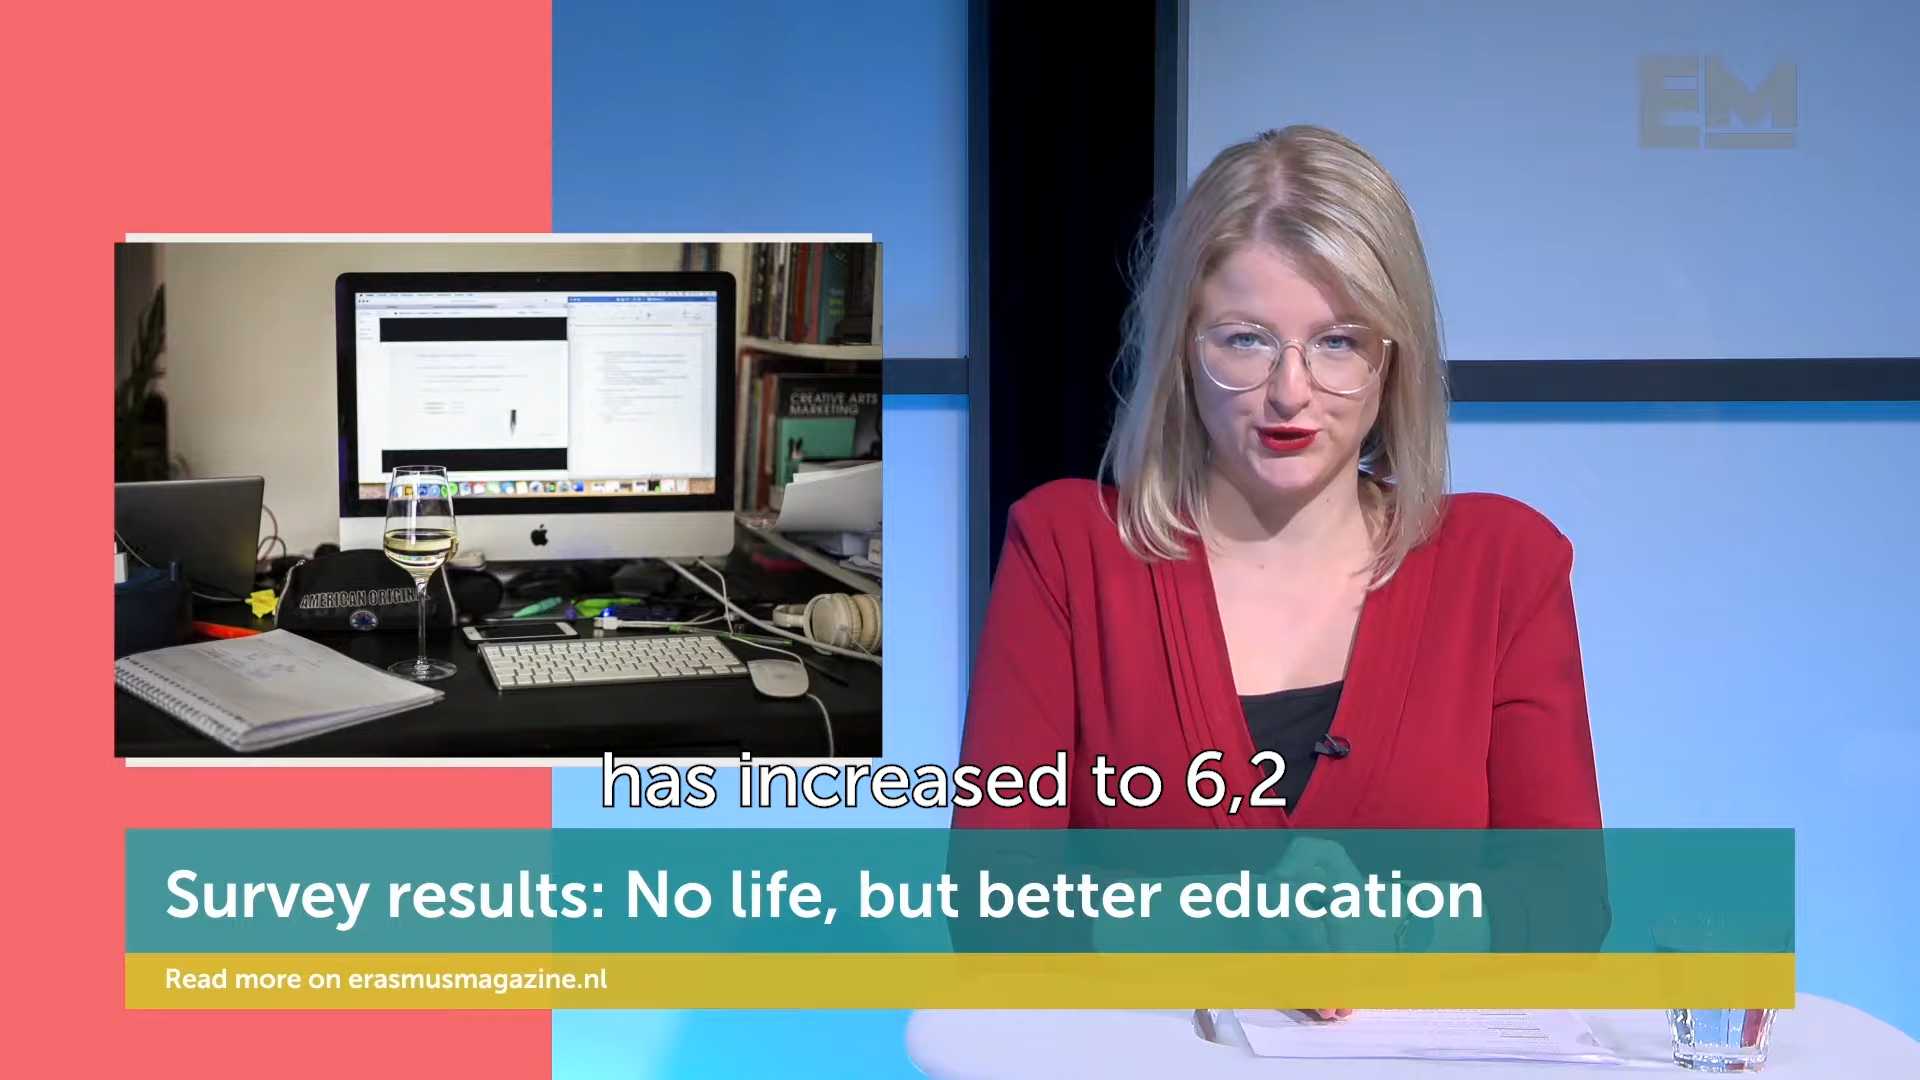 EM
CREATIVE ARTS
MARKETING
AMERICAN ORIGINAL
has increased to 6,2
Survey results: No life, but better education
Read more on erasmusmagazine.nl